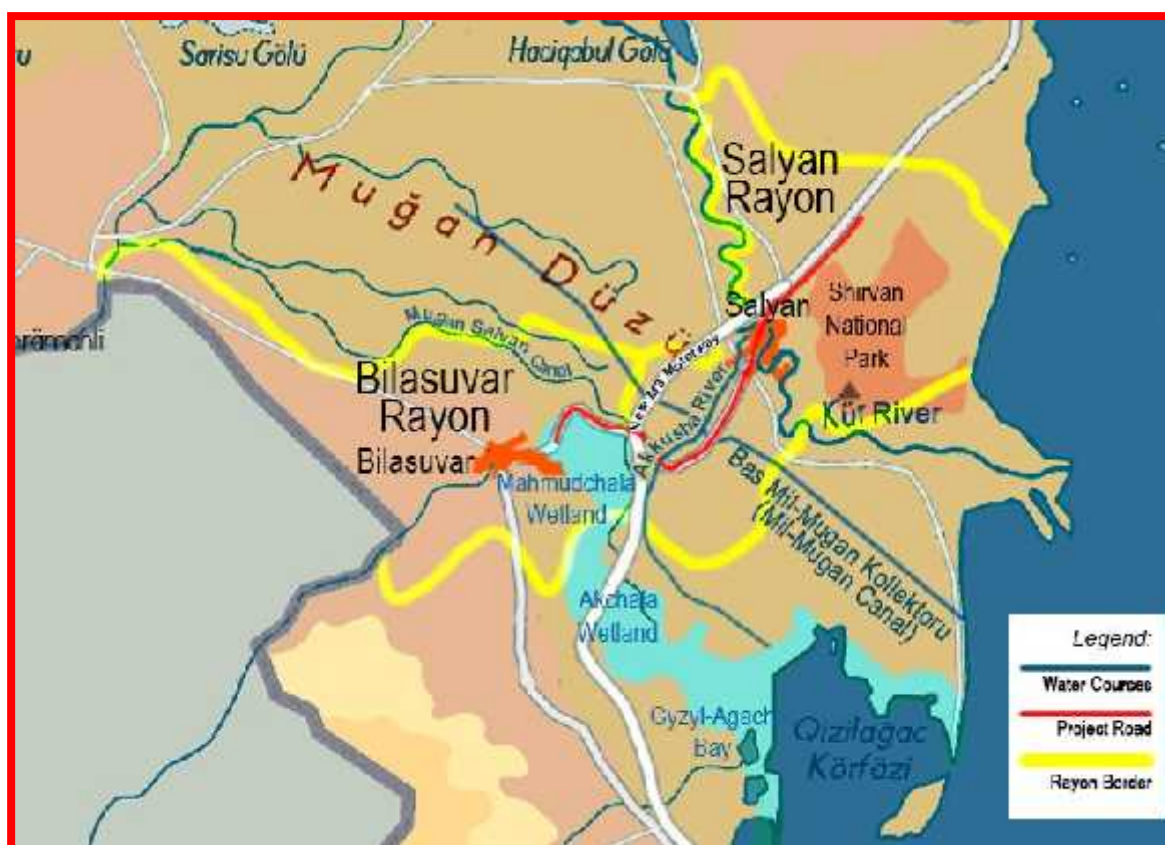 Sarisu Gölü
Haciqabul Gölü
Salyan
Rayon
Muğan Düzü
Salyan
Shirvan
National
Park
Kür River
Mugan Salyan Canal
Akkusha River
Bilasuvar
Rayon
Bilasuvar
Mahmudchala
Wetland
Bas Mil-Mugan Kollektoru
(Mil-Mugan Canal)
Akchala
Wetland
Gyzyl-Agach
Bay
Qizilağac
Körfäzi
Legend:
Water Cources
Project Road
Rayon Border